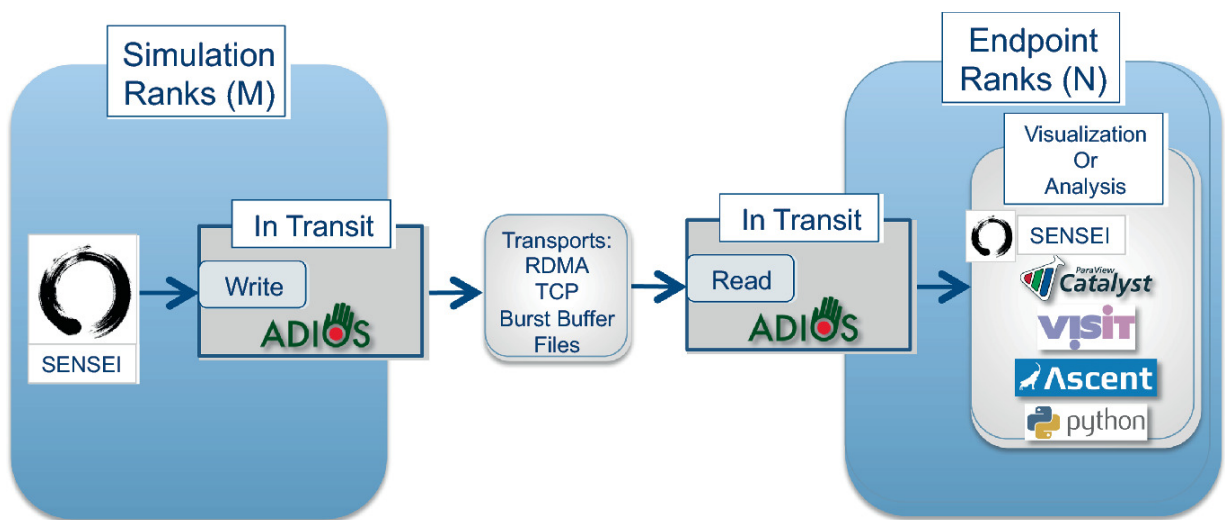 Simulation
Ranks (M)
SENSEI
In Transit
Write
ADIOS
Transports:
RDMA
TCP
Burst Buffer
Files
In Transit
Read
ADIOS
Endpoint
Ranks (N)
Visualization
Or
Analysis
SENSEI
ParaView
Catalyst
VisIT
Ascent
python